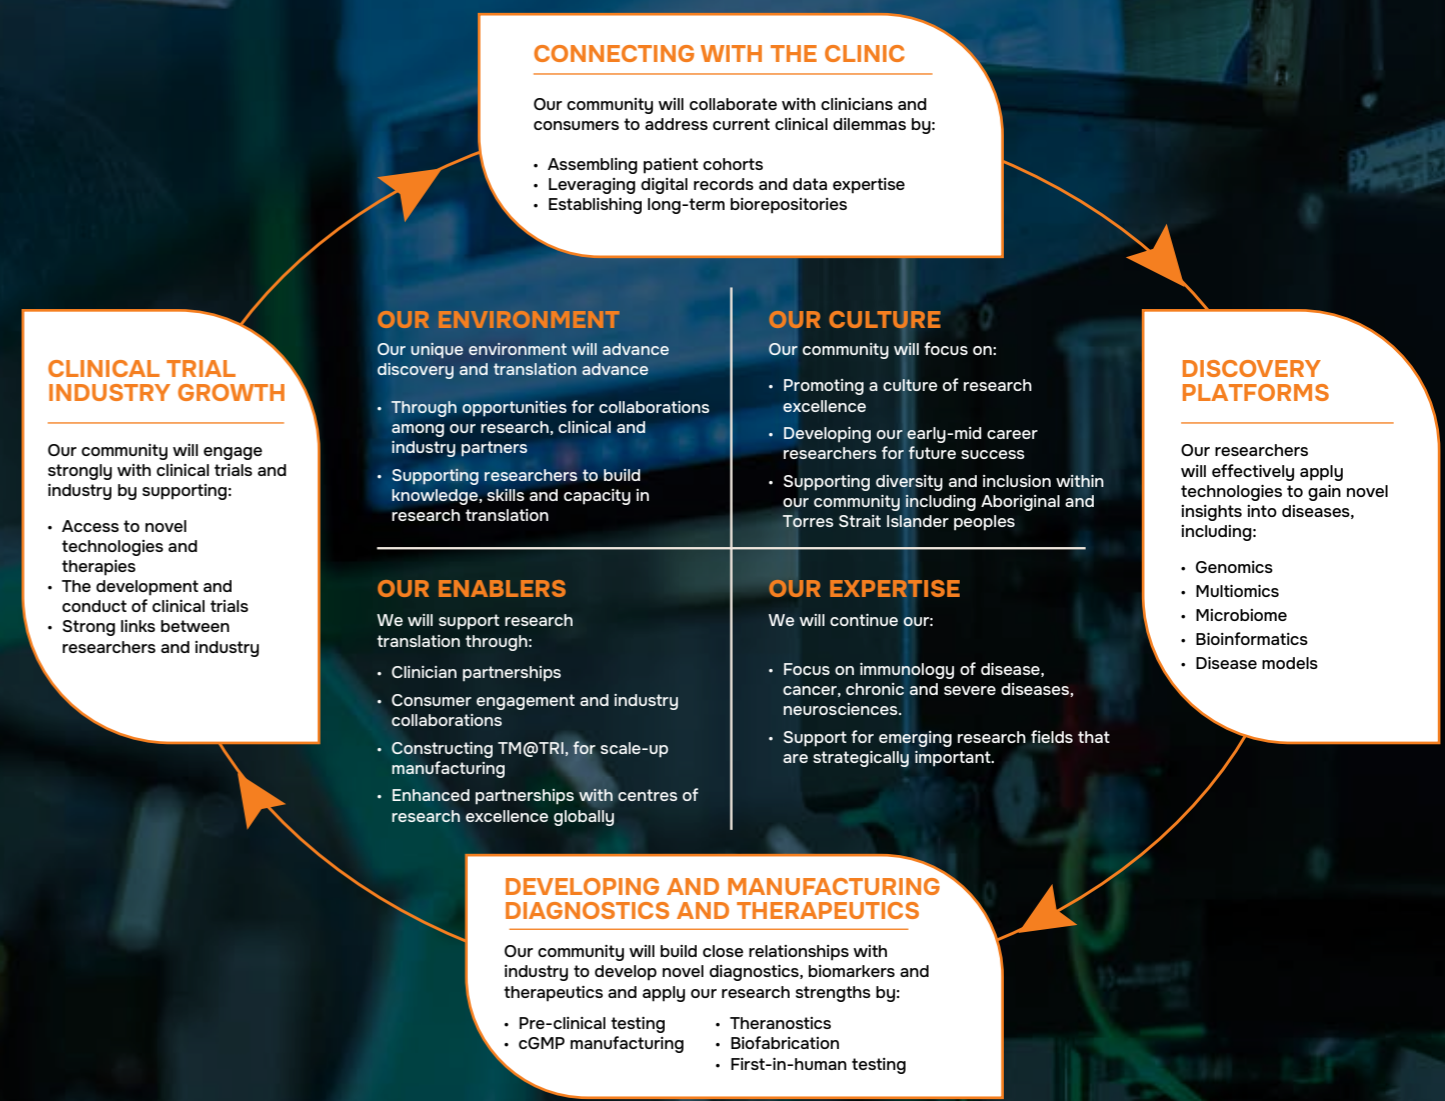 CONNECTING WITH THE CLINIC
Our community will collaborate with clinicians and
consumers to address current clinical dilemmas by:
• Assembling patient cohorts
• Leveraging digital records and data expertise
• Establishing long-term biorepositories
CLINICAL TRIAL
INDUSTRY GROWTH
Our community will engage
strongly with clinical trials and
industry by supporting:
• Access to novel
technologies and
therapies
• The development and
conduct of clinical trials
• Strong links between
researchers and industry
OUR ENVIRONMENT
Our unique environment will advance
discovery and translation advance
• Through opportunities for collaborations
among our research, clinical and
industry partners
• Supporting researchers to build
knowledge, skills and capacity in
research translation
OUR CULTURE
Our community will focus on:
• Promoting a culture of research
excellence
• Developing our early-mid career
researchers for future success
• Supporting diversity and inclusion within
our community including Aboriginal and
Torres Strait Islander peoples
DISCOVERY
PLATFORMS
Our researchers
will effectively apply
technologies to gain novel
insights into diseases,
including:
• Genomics
• Multiomics
• Microbiome
• Bioinformatics
• Disease models
OUR ENABLERS
We will support research
translation through:
• Clinician partnerships
• Consumer engagement and industry
collaborations
• Constructing TM@TRI, for scale-up
manufacturing
• Enhanced partnerships with centres of
research excellence globally
OUR EXPERTISE
We will continue our:
• Focus on immunology of disease,
cancer, chronic and severe diseases,
neurosciences.
• Support for emerging research fields that
are strategically important.
DEVELOPING AND MANUFACTURING
DIAGNOSTICS AND THERAPEUTICS
Our community will build close relationships with
industry to develop novel diagnostics, biomarkers and
therapeutics and apply our research strengths by:
• Pre-clinical testing
• cGMP manufacturing
• Theranostics
• Biofabrication
• First-in-human testing